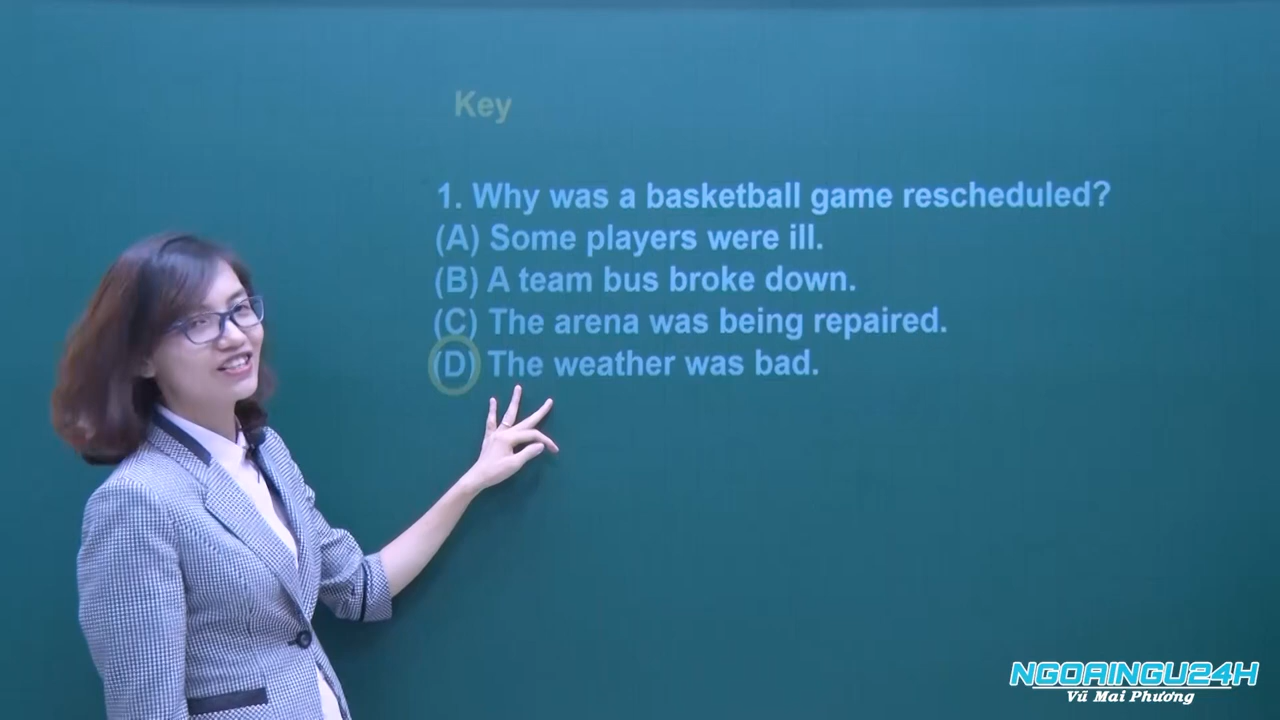 Key
1. Why was a basketball game rescheduled?
(A) Some players were ill.
(B) A team bus broke down.
(C) The arena was being repaired.
(D) The weather was bad.
NGOAINGU24H
Vũ Mai Phương